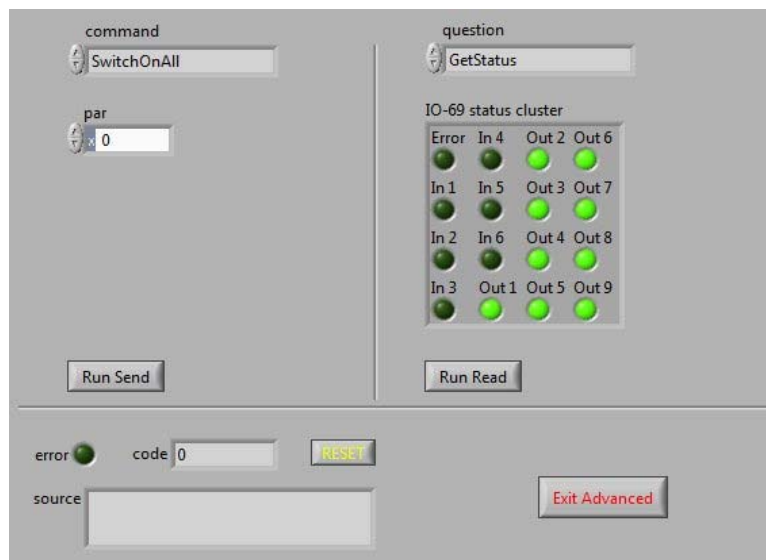 command
SwitchOnAll
par
x 0
Run Send
question
GetStatus
IO-69 status cluster
Error In 4 Out 2 Out 6
In 1 In 5 Out 3 Out 7
In 2 In 6 Out 4 Out 8
In 3 Out 1 Out 5 Out 9
Run Read
error code 0 RESET
source
Exit Advanced